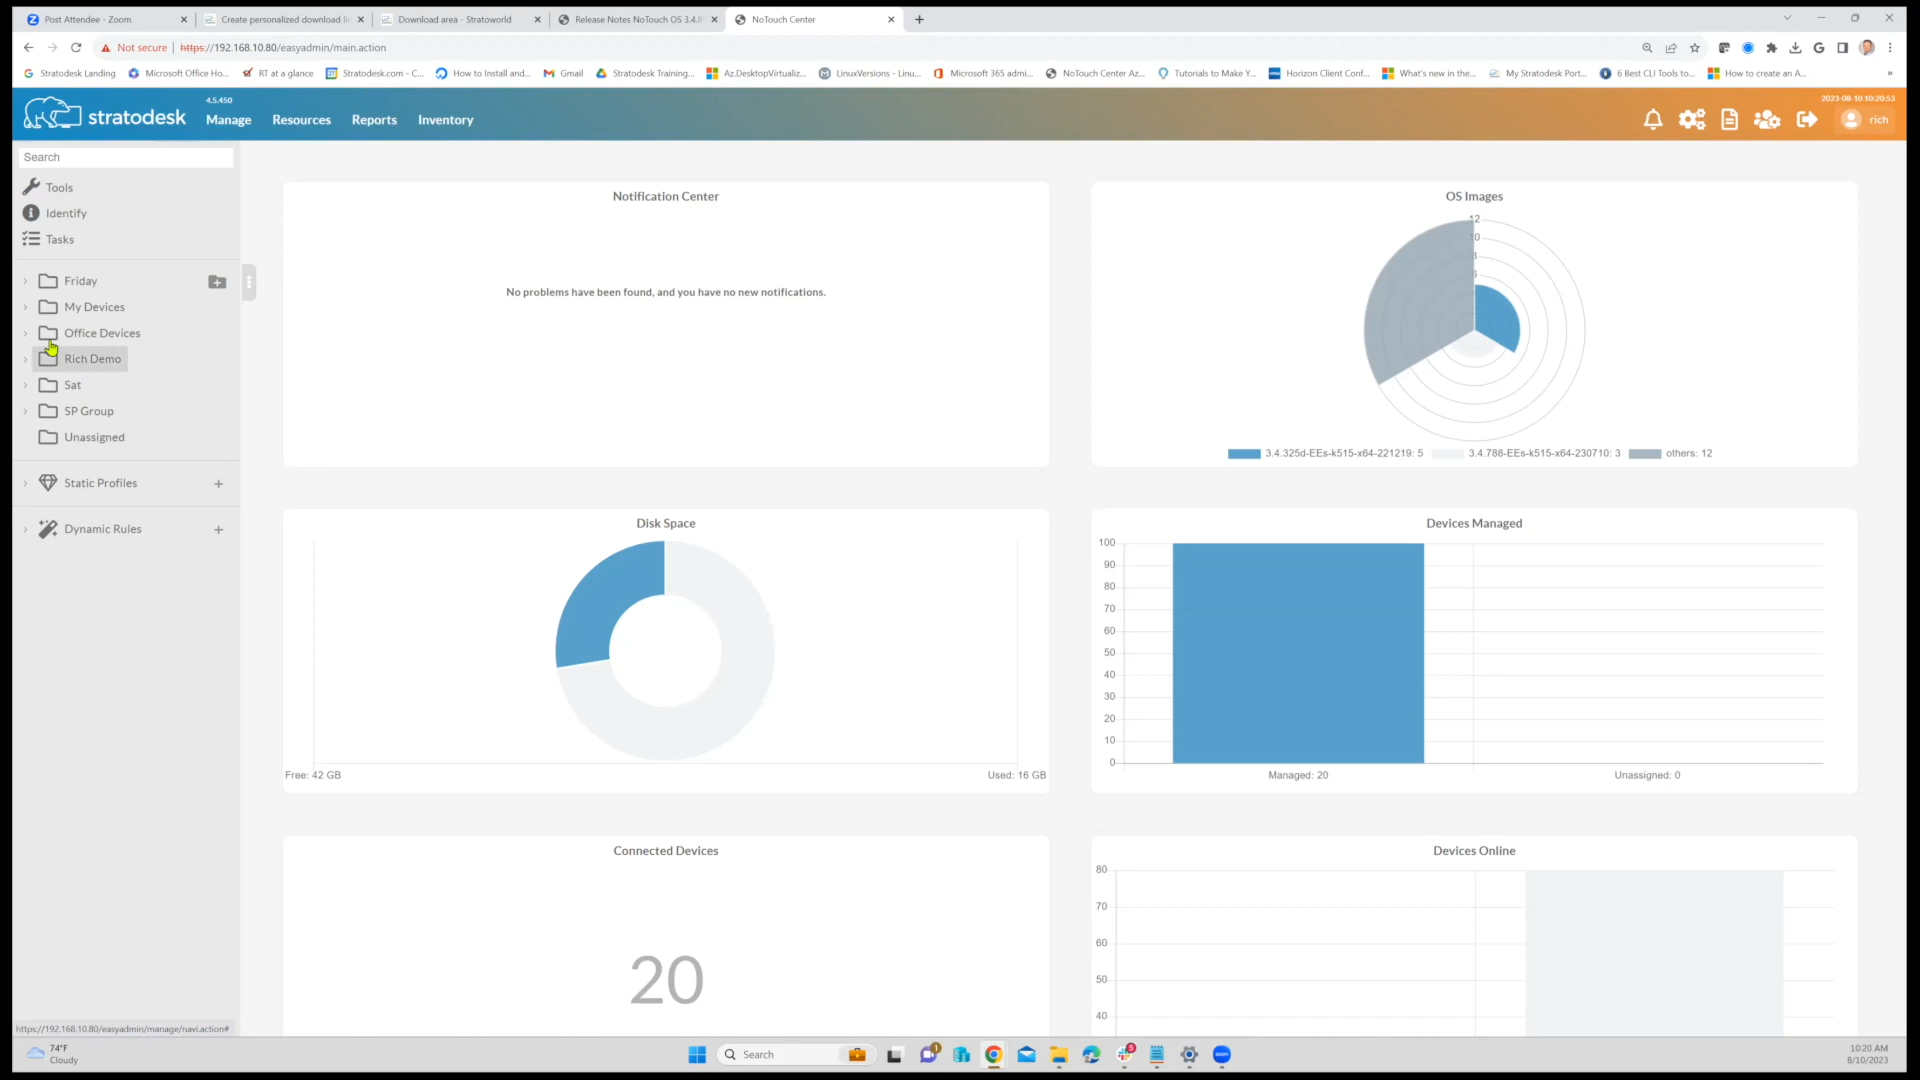 Post Attendee - Zoom
Create personalized download li
Download area - Stratoworld
Release Notes NoTouch OS 3.4.8
NoTouch Center
Not secure
https://192.168.10.80/easyadmin/main.action
Stratodesk Landing
Microsoft Office Ho...
RT at a glance
Stratodesk.com - C...
How to Install and...
Gmail
Stratodesk Training...
Az.DesktopVirtualiz...
LinuxVersions - Linu...
Microsoft 365 admi...
NoTouch Center Az...
Tutorials to Make Y...
Horizon Client Conf...
What's new in the...
My Stratodesk Port...
6 Best CLI Tools to...
How to create an A...
»
stratodesk
4.5.450
Manage
Resources
Reports
Inventory
2023-08-10 10:20:53
rich
Search
Tools
Identify
Tasks
Friday
My Devices
Office Devices
Rich Demo
Sat
SP Group
Unassigned
Static Profiles
Dynamic Rules
Notification Center
No problems have been found, and you have no new notifications.
OS Images
12
3.4.325d-EEs-k515-x64-221219: 5
3.4.788-EEs-k515-x64-230710: 3
others: 12
Disk Space
Free: 42 GB
Used: 16 GB
Devices Managed
100
90
80
70
60
50
40
30
20
10
0
Managed: 20
Unassigned: 0
Connected Devices
20
Devices Online
80
70
60
50
40
https://192.168.10.80/easyadmin/manage/navi.action#
74°F
Cloudy
Search
1
5
zoom
10:20 AM
8/10/2023